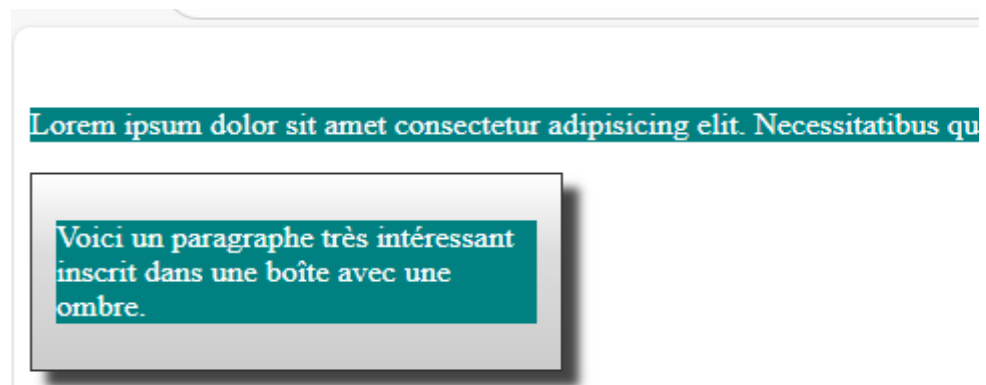 Lorem ipsum dolor sit amet consectetur adipisicing elit. Necessitatibus qu
Voici un paragraphe très intéressant
inscrit dans une boîte avec une
ombre.